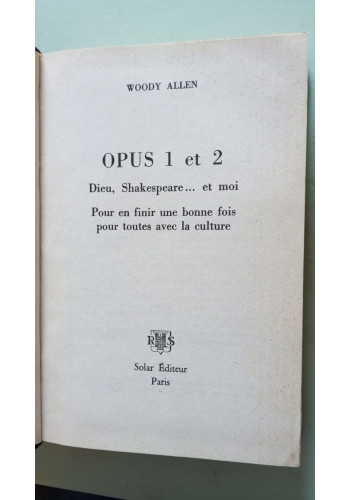 WOODY ALLEN
OPUS 1 et 2
Dieu, Shakespeare... et moi
Pour en finir une bonne fois
pour toutes avec la culture
R S
Solar Éditeur
Paris